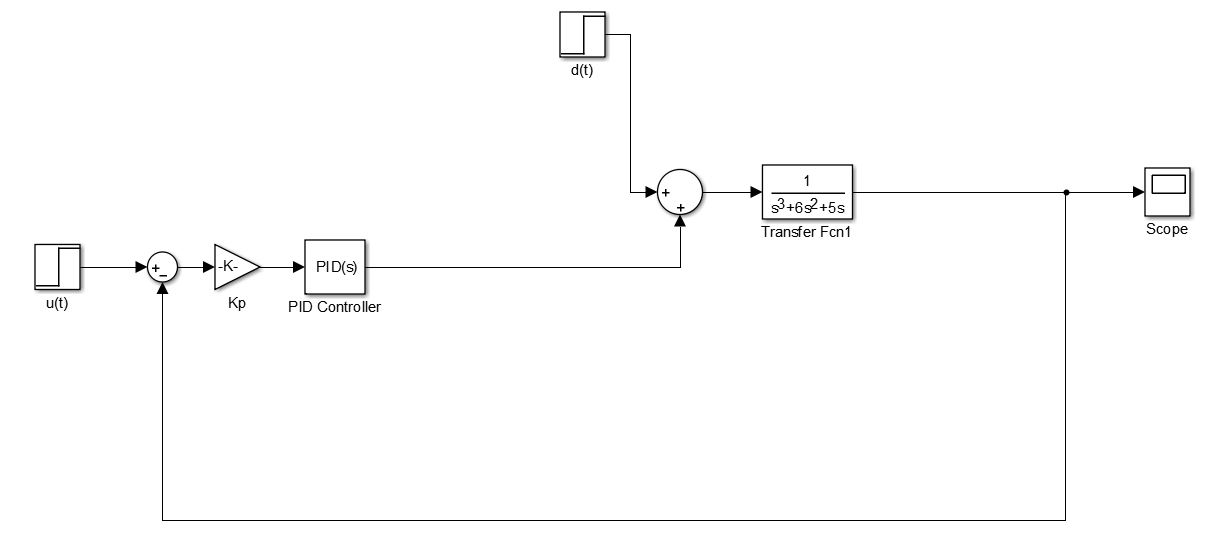 d(t)
+
+
1
s³+6s²+5s
Transfer Fcn1
Scope
u(t)
+
−
-K-
Kp
PID(s)
PID Controller